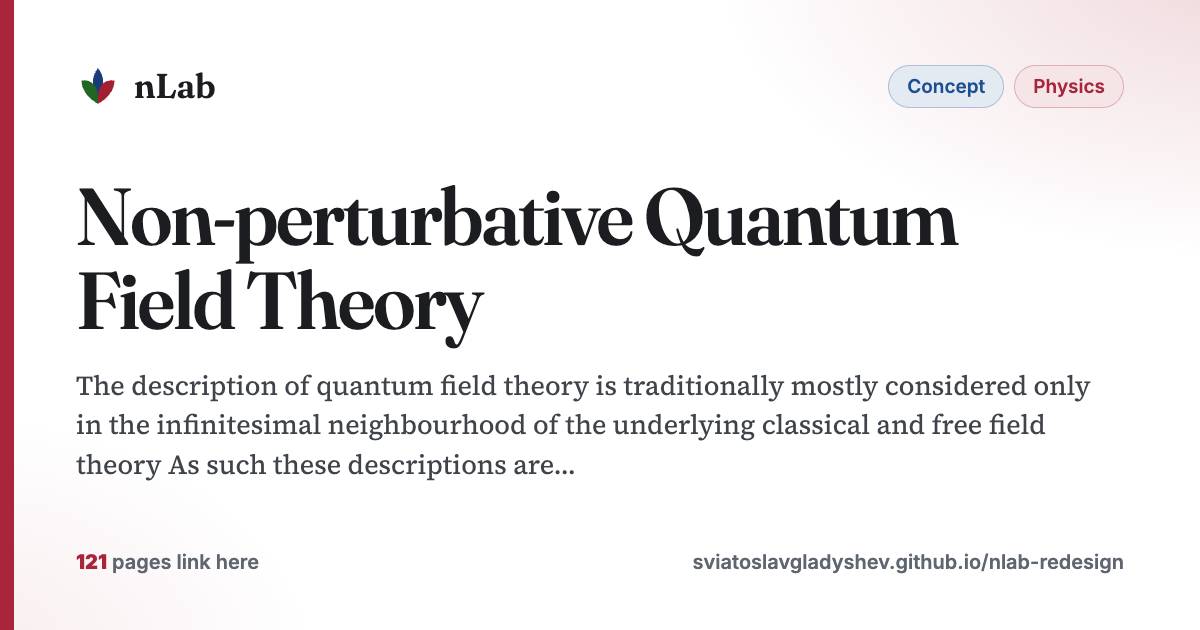 nLab
Concept
Physics
Non-perturbative Quantum
Field Theory
The description of quantum field theory is traditionally mostly considered only
in the infinitesimal neighbourhood of the underlying classical and free field
theory As such these descriptions are...
121 pages link here
sviatoslavgladyshev.github.io/nlab-redesign